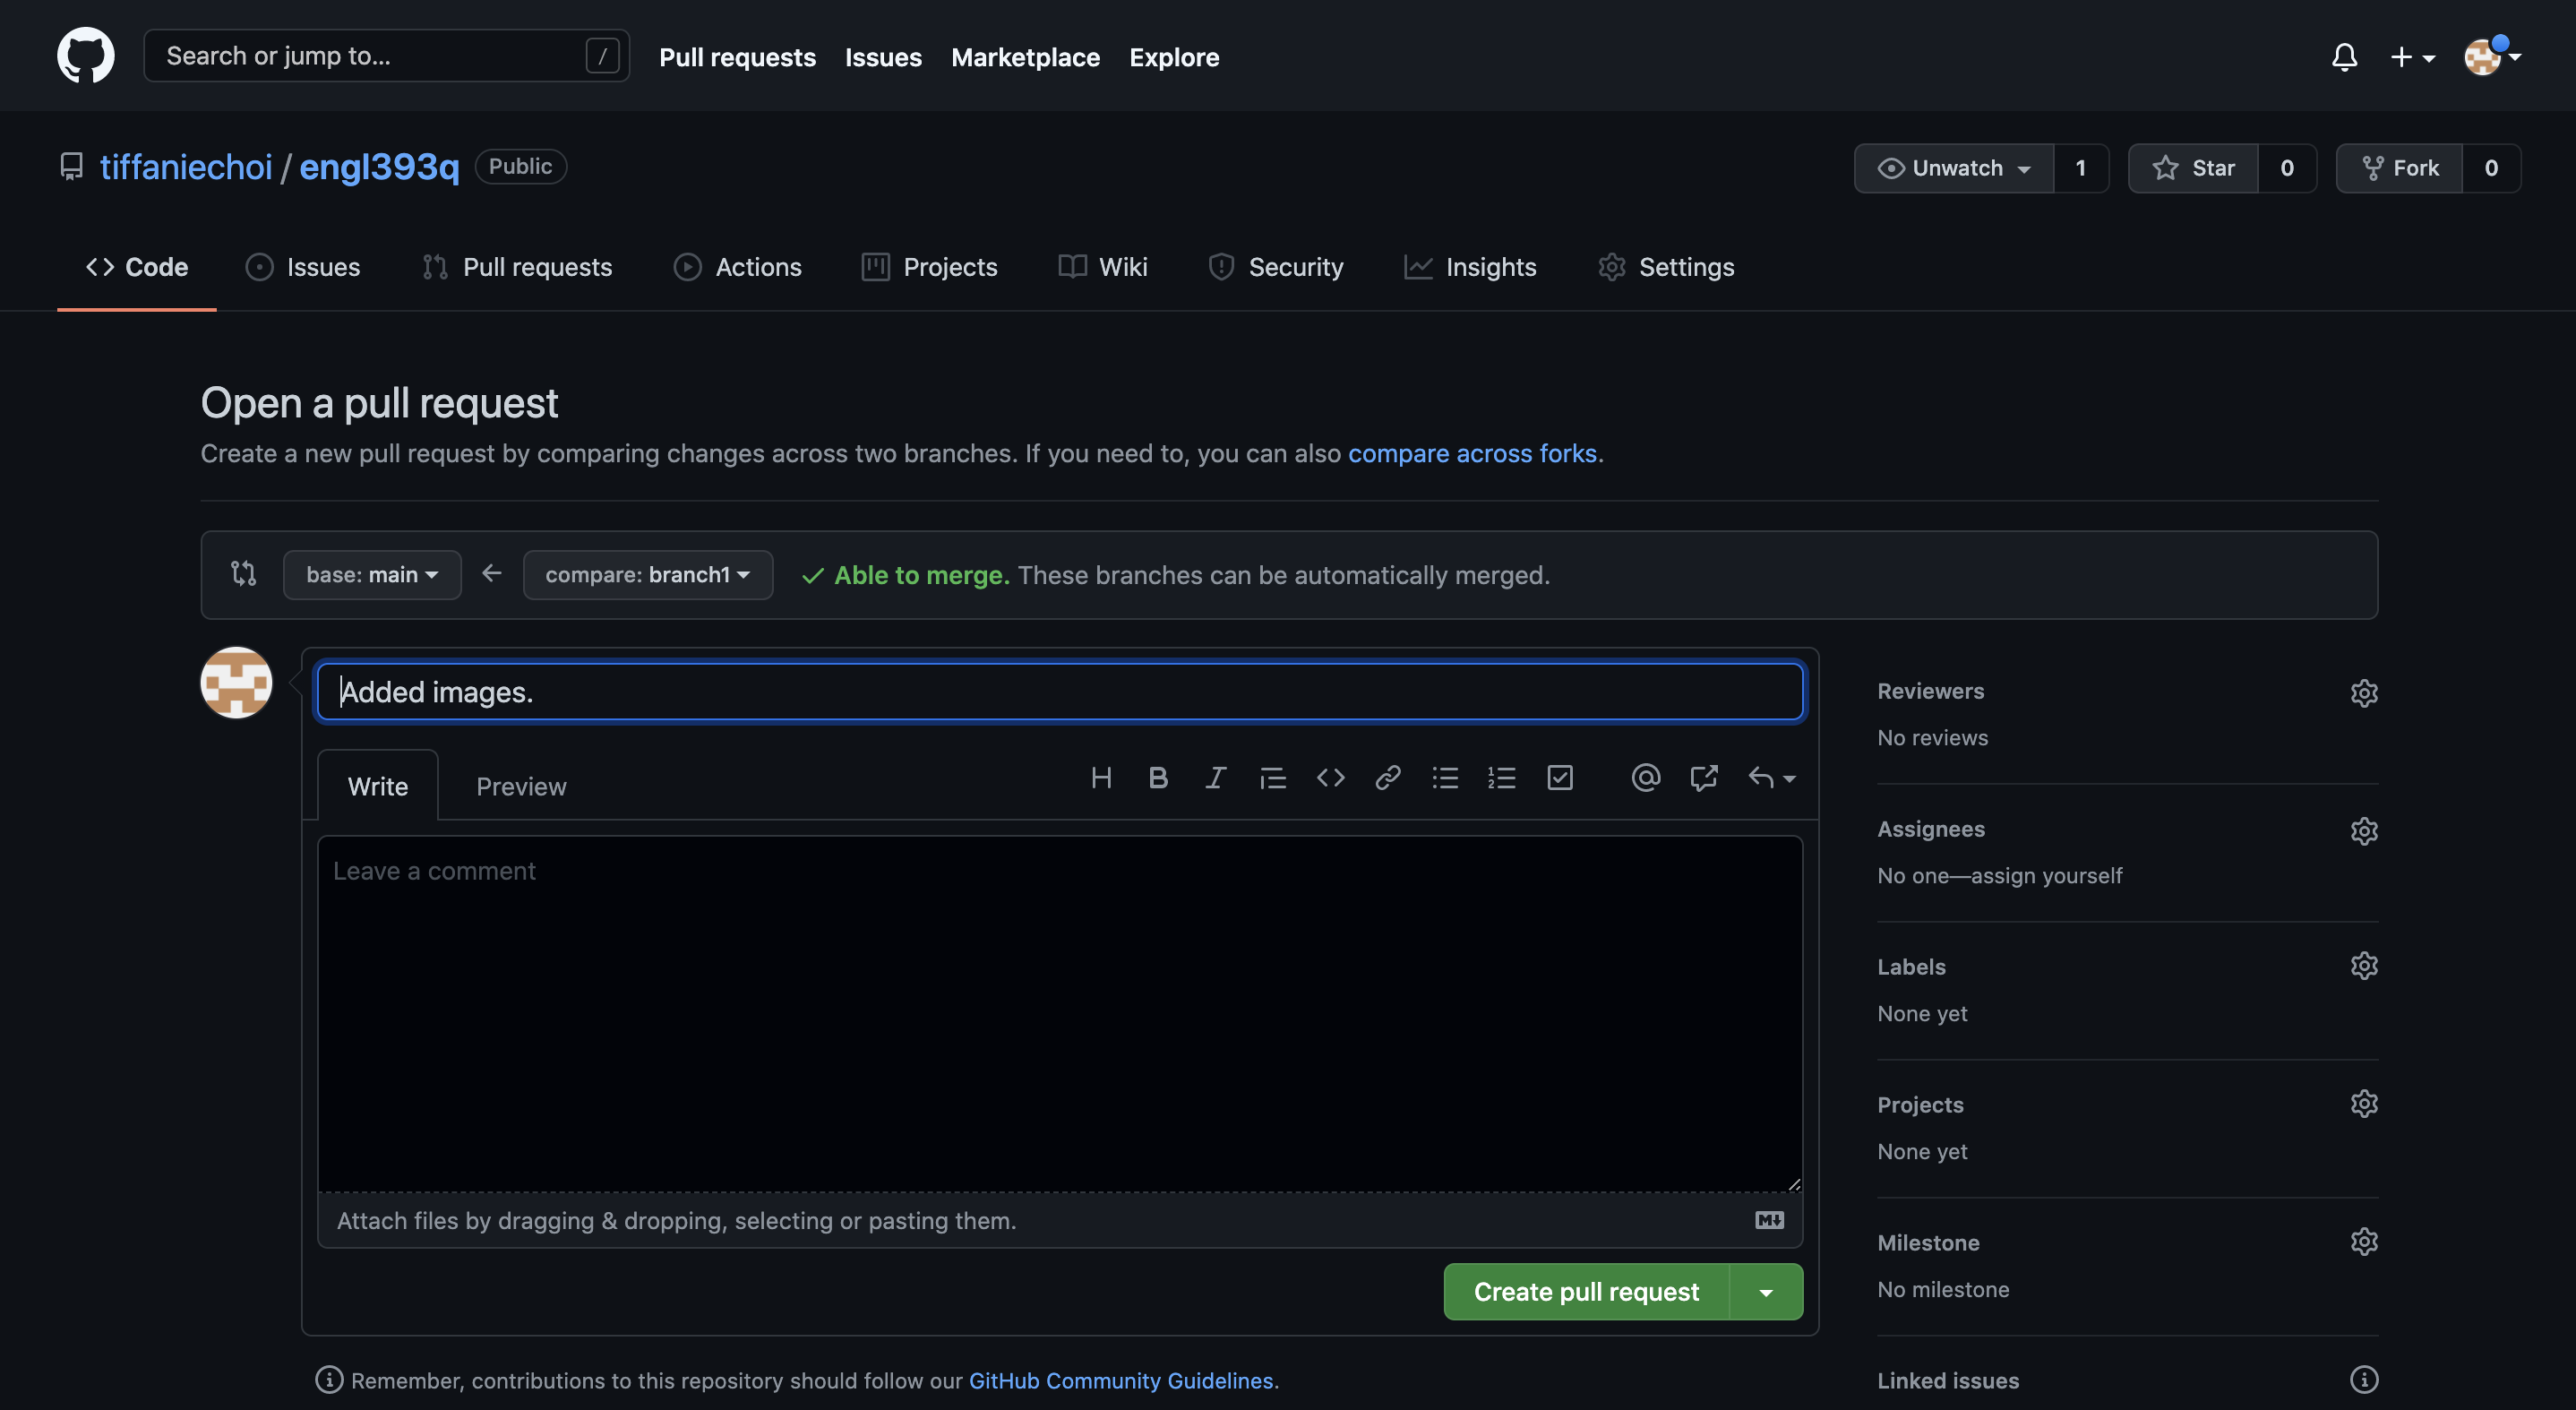 Search or jump to... /
Pull requests Issues Marketplace Explore
tiffaniechoi / engl393q Public
Unwatch 1 Star 0 Fork 0
Code Issues Pull requests Actions Projects Wiki Security Insights Settings
Open a pull request
Create a new pull request by comparing changes across two branches. If you need to, you can also compare across forks.
base: main compare: branch1 Able to merge. These branches can be automatically merged.
Added images.
Write Preview
Leave a comment
Attach files by dragging & dropping, selecting or pasting them.
Create pull request
Remember, contributions to this repository should follow our GitHub Community Guidelines.
Reviewers
No reviews
Assignees
No one—assign yourself
Labels
None yet
Projects
None yet
Milestone
No milestone
Linked issues